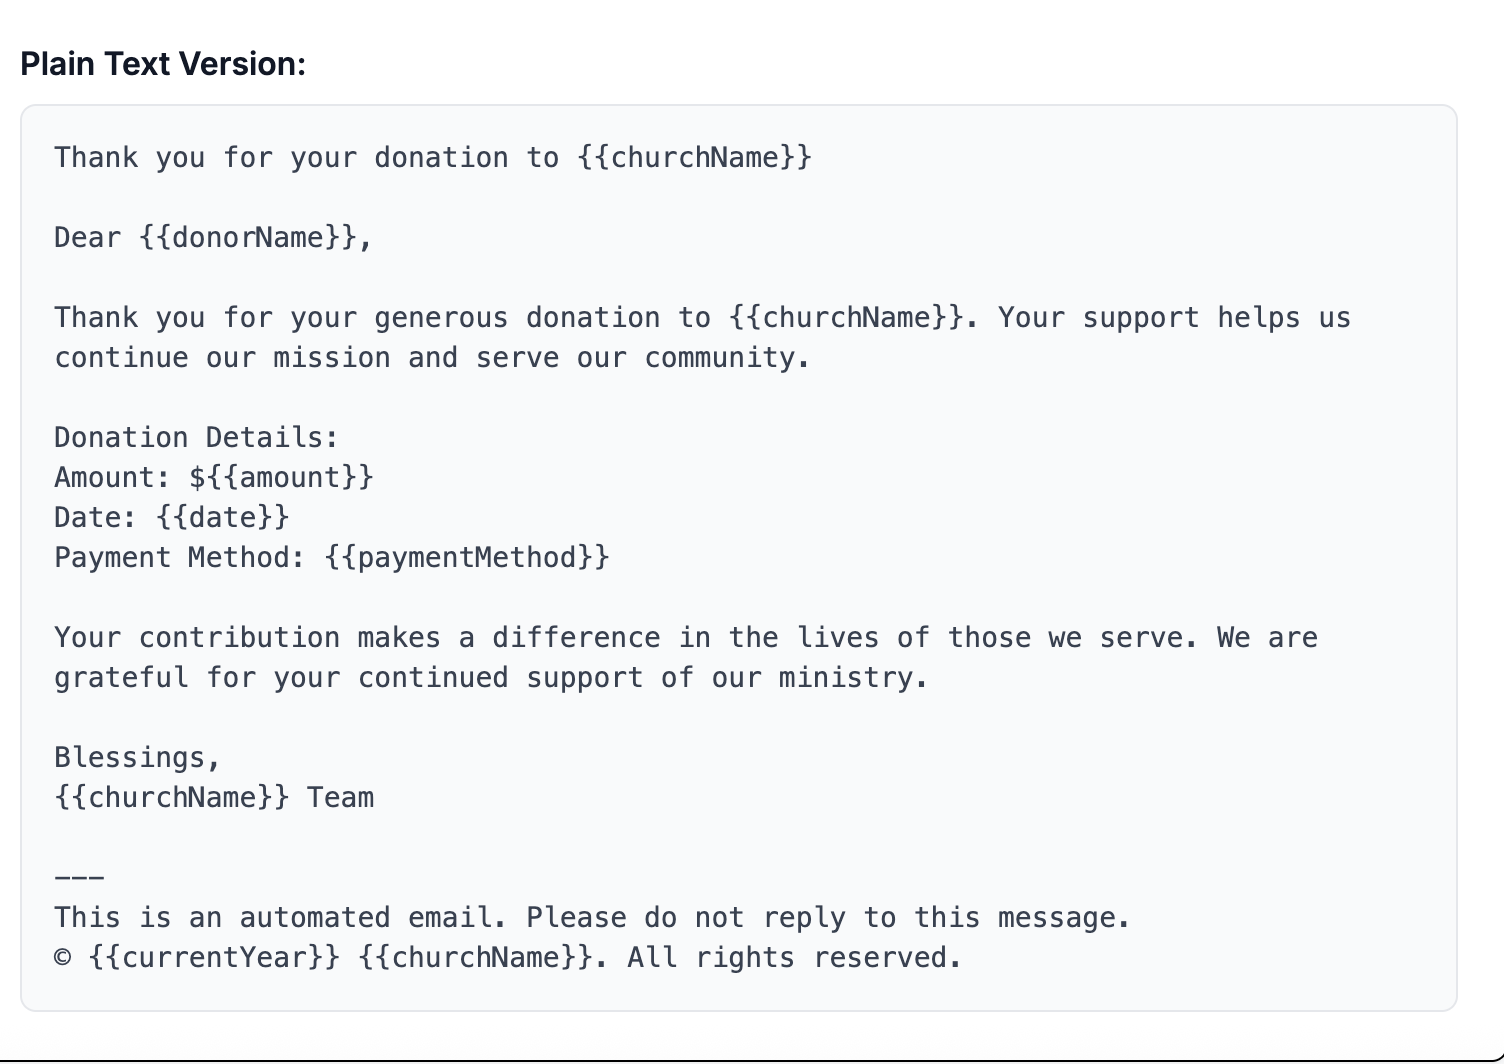 Plain Text Version:
Thank you for your donation to {{churchName}}
Dear {{donorName}},
Thank you for your generous donation to {{churchName}}. Your support helps us
continue our mission and serve our community.
Donation Details:
Amount: ${{amount}}
Date: {{date}}
Payment Method: {{paymentMethod}}
Your contribution makes a difference in the lives of those we serve. We are
grateful for your continued support of our ministry.
Blessings,
{{churchName}} Team
---
This is an automated email. Please do not reply to this message.
© {{currentYear}} {{churchName}}. All rights reserved.